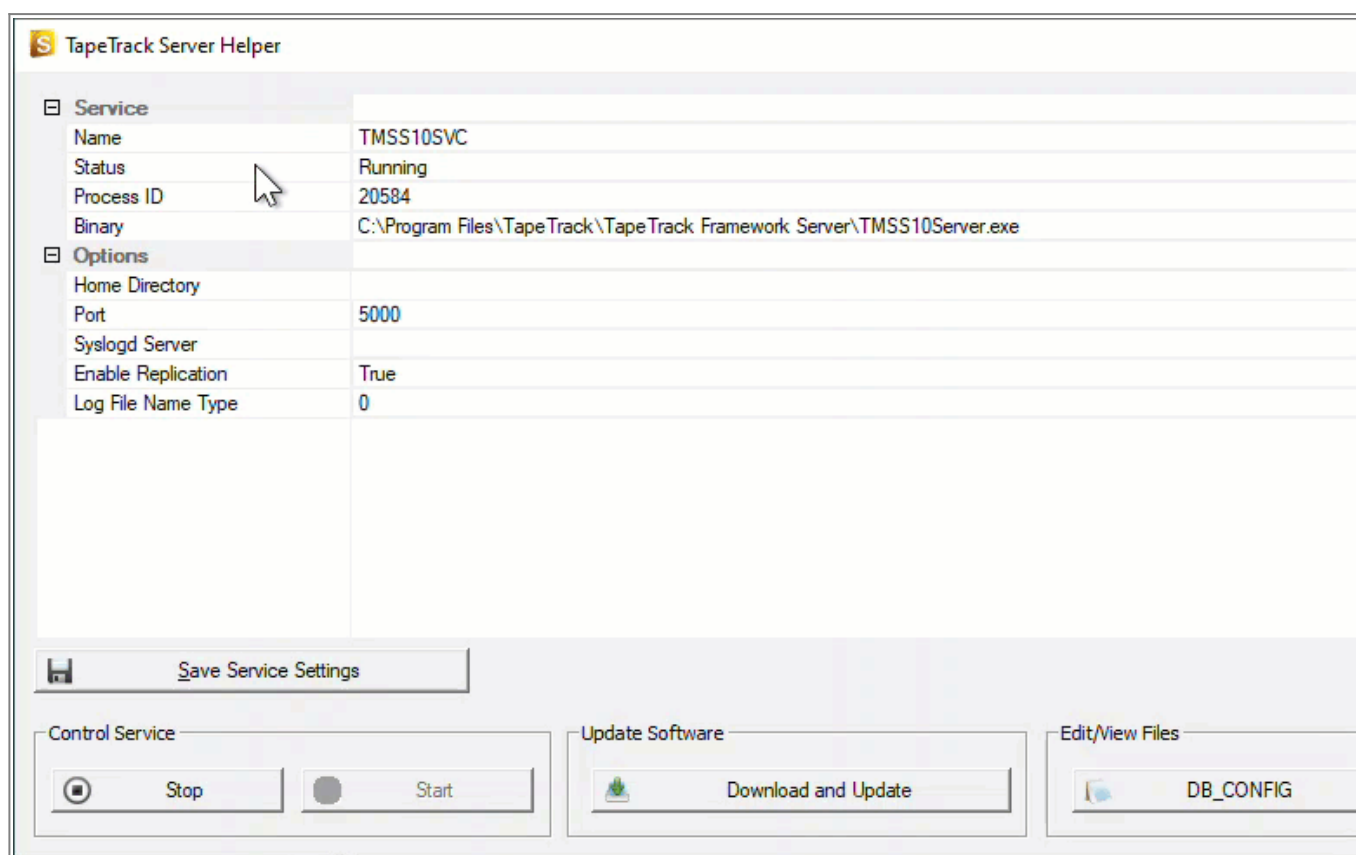 TapeTrack Server Helper
Service
Name TMSS10SVC
Status Running
Process ID 20584
Binary C:\Program Files\TapeTrack\TapeTrack Framework Server\TMSS10Server.exe
Options
Home Directory
Port 5000
Syslogd Server
Enable Replication True
Log File Name Type 0
Save Service Settings
Control Service Update Software Edit/View Files
Stop Start Download and Update DB_CONFIG